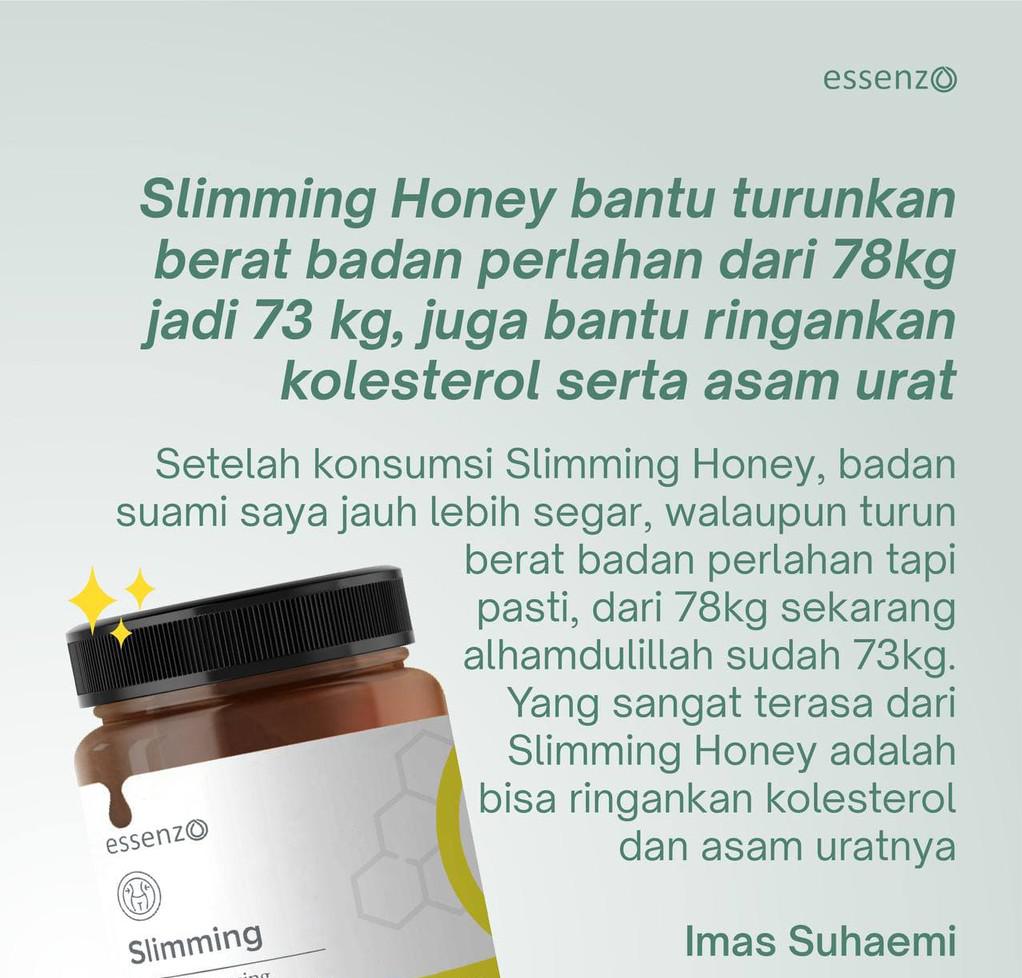 essenzo
Slimming Honey bantu turunkan
berat badan perlahan dari 78kg
jadi 73 kg, juga bantu ringankan
kolesterol serta asam urat
Setelah konsumsi Slimming Honey, badan
suami saya jauh lebih segar, walaupun turun
berat badan perlahan tapi
pasti, dari 78kg sekarang
alhamdulillah sudah 73kg.
Yang sangat terasa dari
Slimming Honey adalah
bisa ringankan kolesterol
dan asam uratnya
Imas Suhaemi
essenzo
Slimming